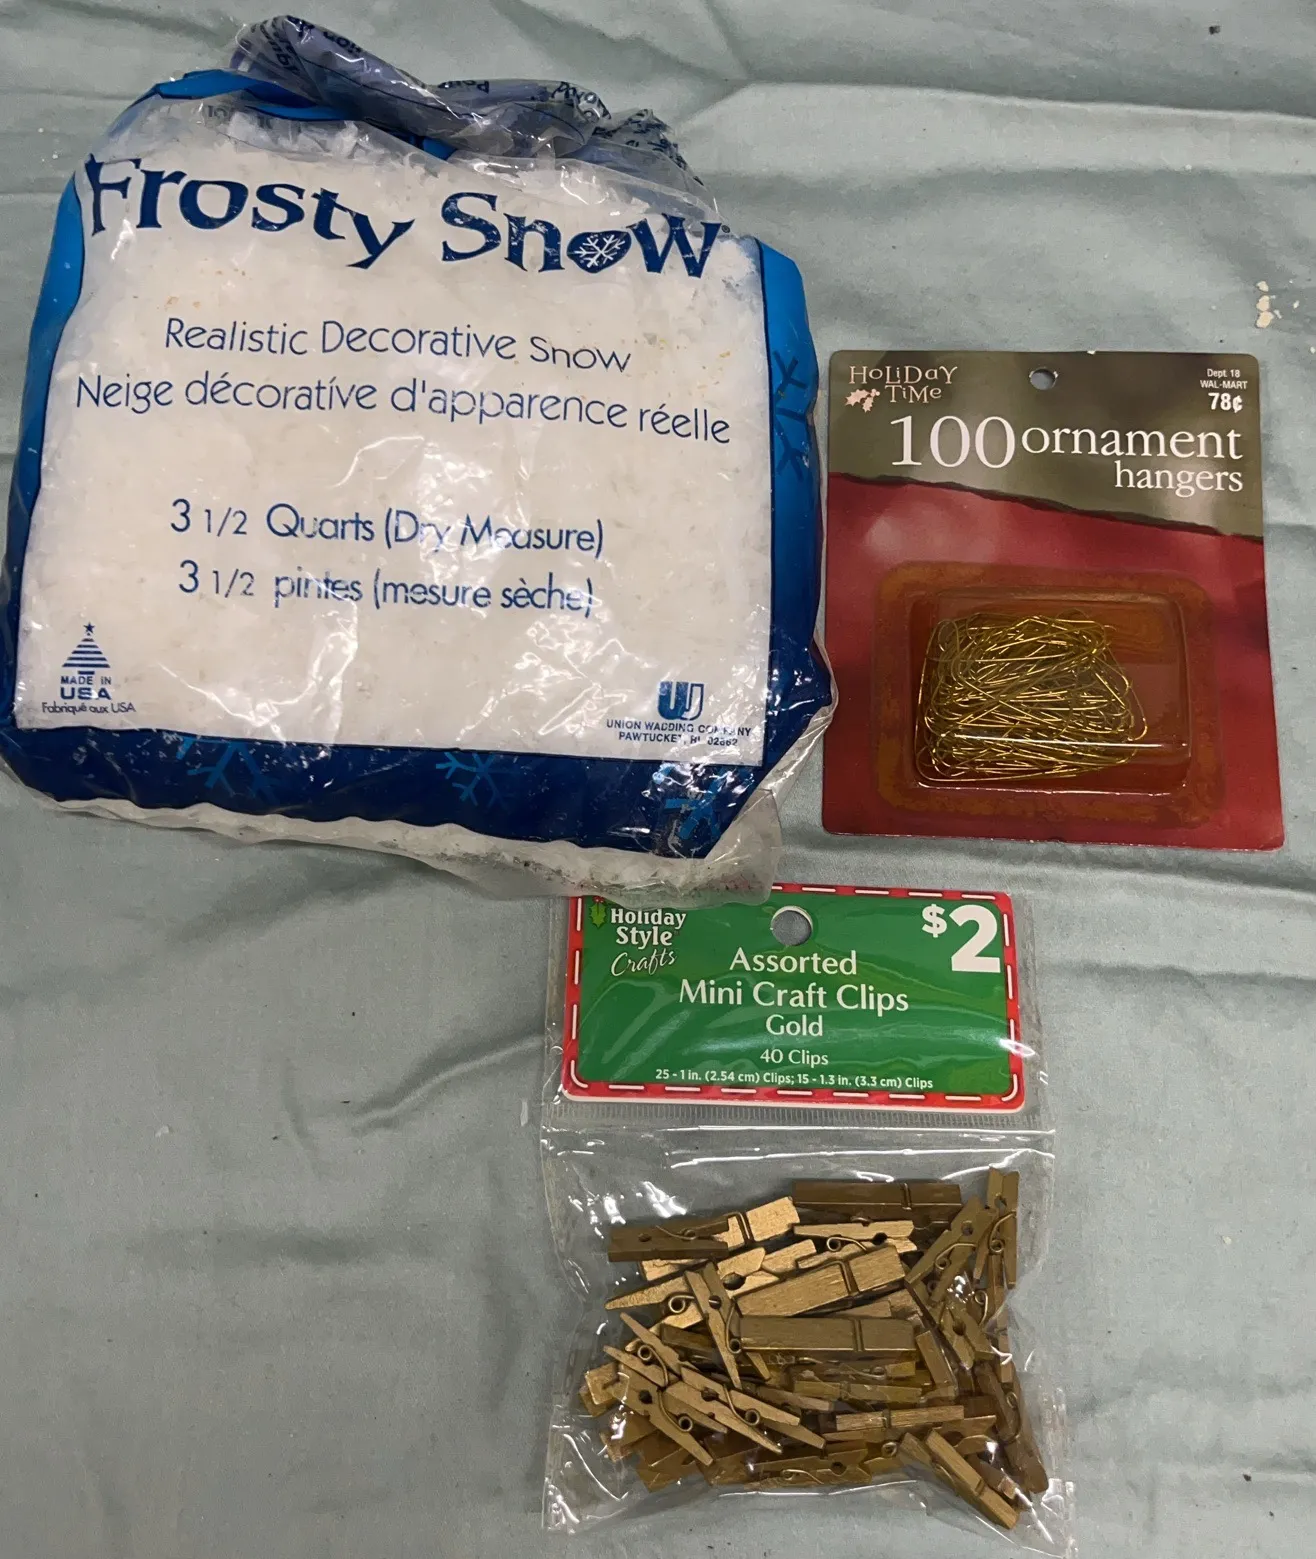 Frosty Snow
Realistic Decorative Snow
Neige décorative d'apparence réelle
3 1/2 Quarts (Dry Measure)
3 1/2 pintes (mesure sèche)
MADE IN
USA
Fabriqué aux USA
UNION WADDING COMPANY
PAWTUCKET, RI 02862
HOLiDaY
TiMe
Dept. 18
WAL-MART
78¢
100 ornament
hangers
Holiday
Style
Crafts
$2
Assorted
Mini Craft Clips
Gold
40 Clips
25 - 1 in. (2.54 cm) Clips; 15 - 1.3 in. (3.3 cm) Clips